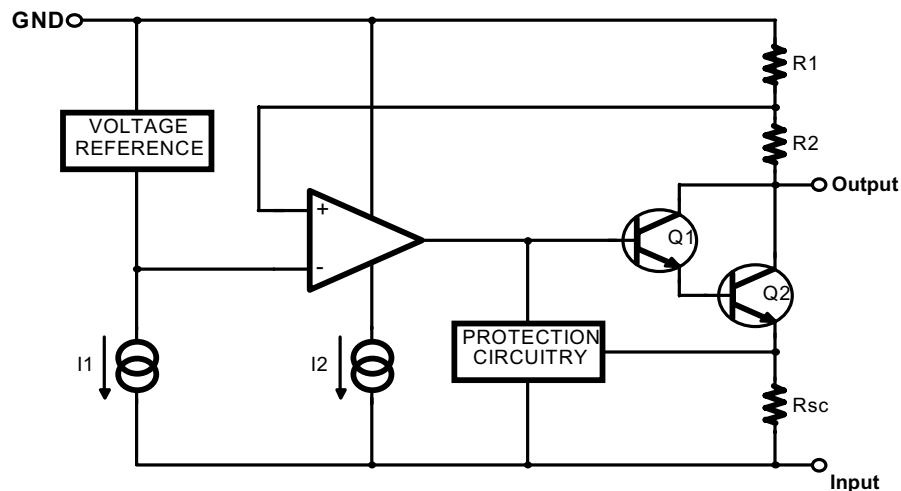 GND
R1
VOLTAGE
REFERENCE
R2
Output
+
Q1
-
Q2
PROTECTION
CIRCUITRY
I1
I2
Rsc
Input